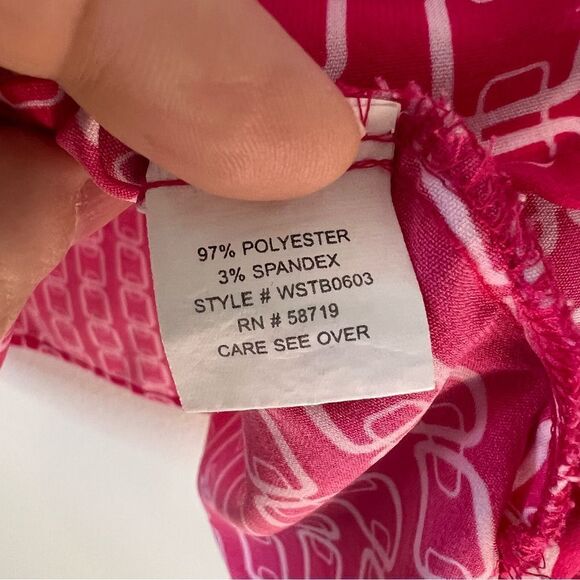 97% POLYESTER
3% SPANDEX
STYLE # WSTB0603
RN # 58719
CARE SEE OVER